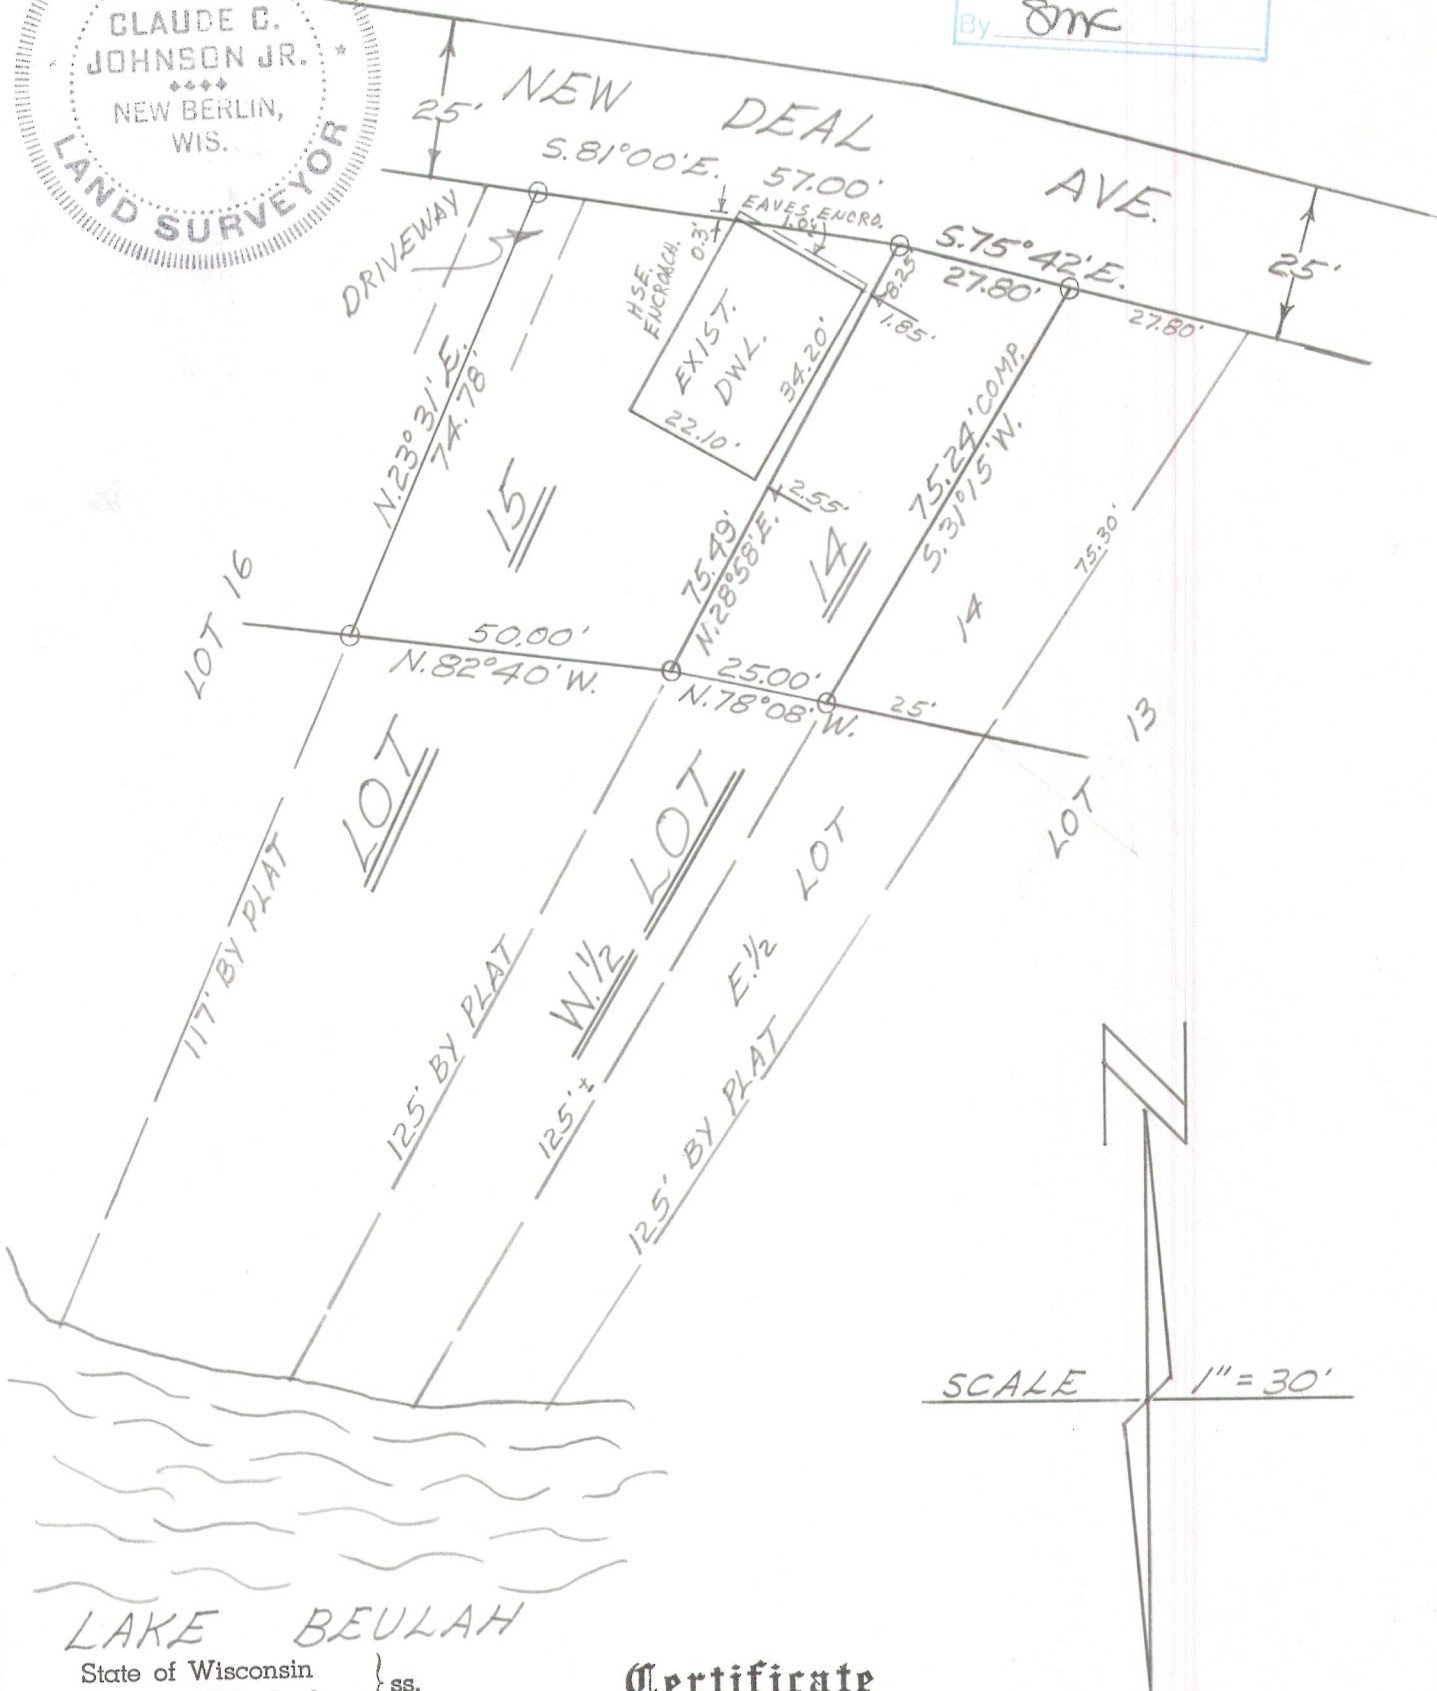 CLAUDE C.
JOHNSON JR.
NEW BERLIN,
WIS.
LAND SURVEYOR
By
25'
NEW DEAL AVE.
S.81°00'E. 57.00'
EAVES ENCRO.
0.3'
HSE.
ENCROACH.
DRIVEWAY
S.75°42'E.
27.80'
25'
27.80'
8.25'
1.85'
EXIST.
DWL.
34.20'
22.10'
N.23°31'E.
74.78'
75.24' COMP.
S.31°15'W.
2.55'
75.49'
N.28°58'E.
75.30'
15
14
14
LOT 16
50.00'
N.82°40'W.
25.00'
N.78°08'W.
25'
LOT 13
LOT
W.1/2 LOT
E.1/2 LOT
117' BY PLAT
125' BY PLAT
125'±
125' BY PLAT
N
SCALE 1"=30'
LAKE BEULAH
State of Wisconsin
ss.
Certificate